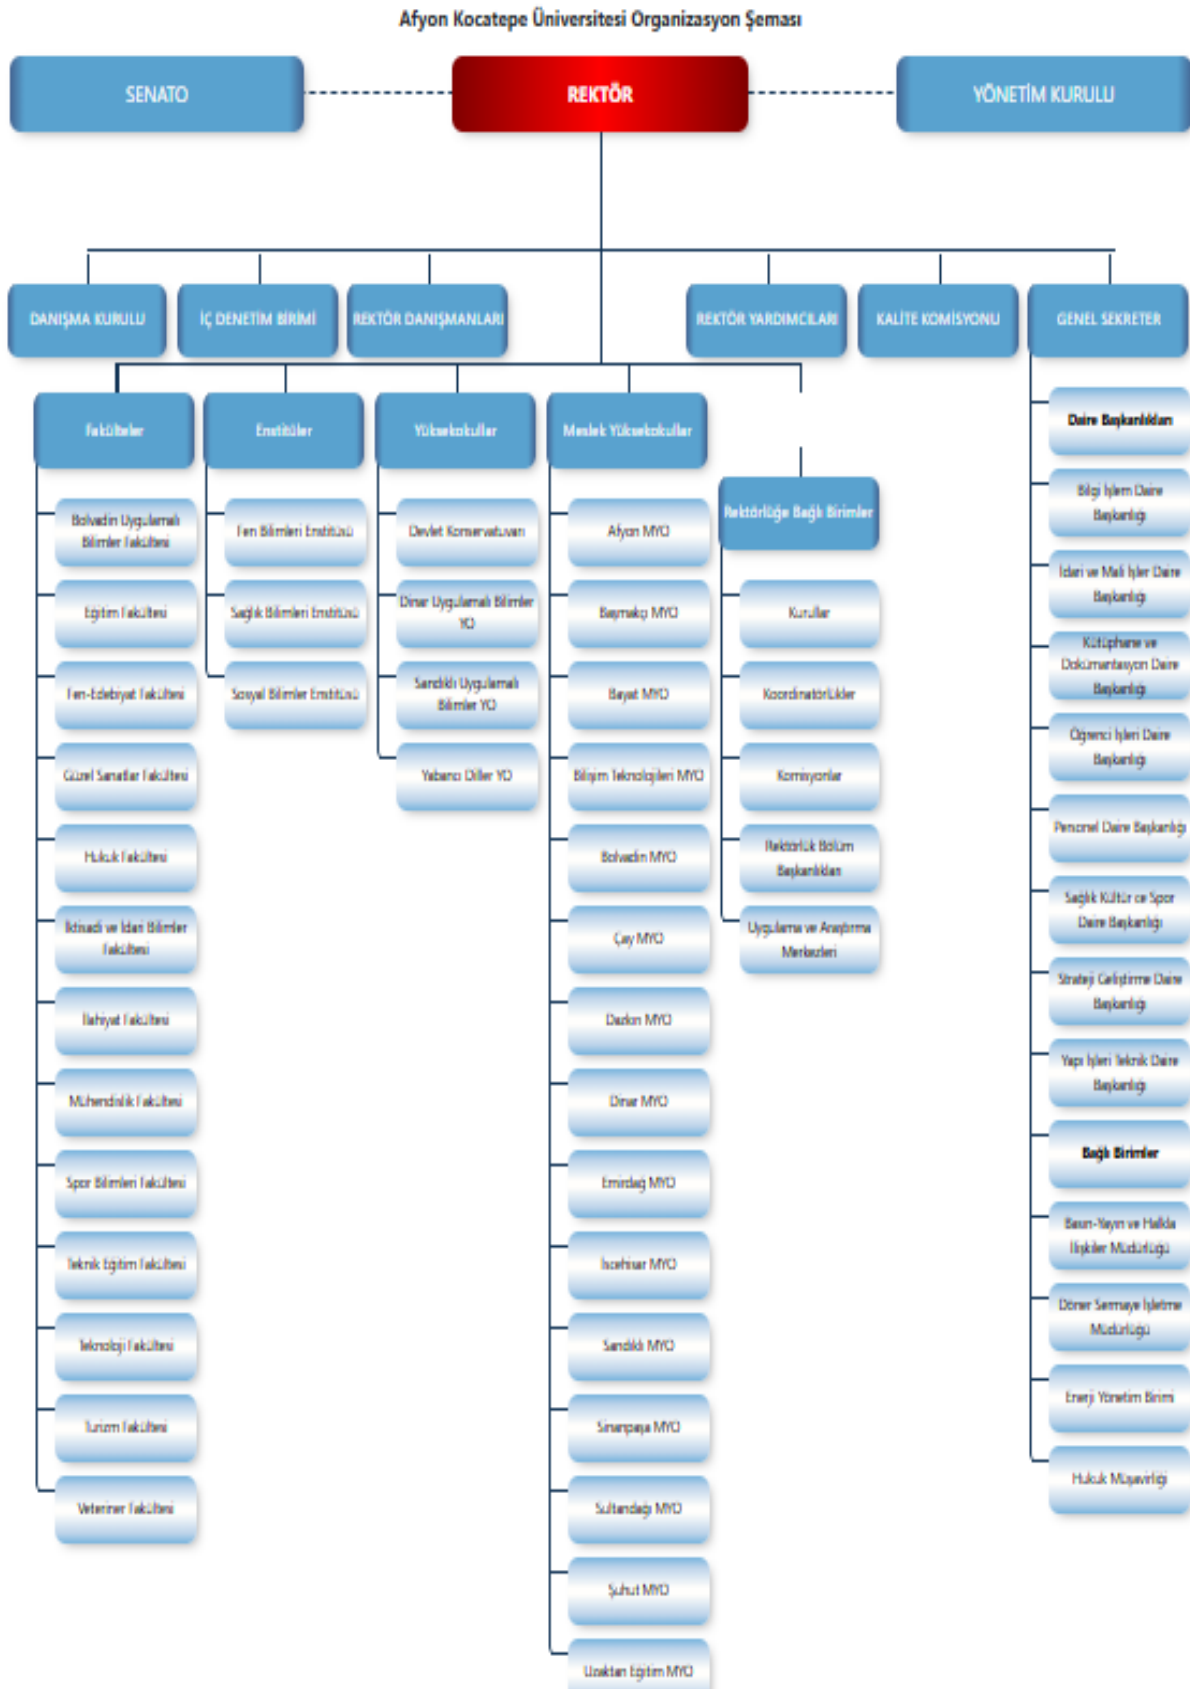 Afyon Kocatepe Üniversitesi Organizasyon Şeması
SENATO
REKTÖR
YÖNETİM KURULU
DANIŞMA KURULU
İÇ DENETİM BİRİMİ
REKTÖR DANIŞMANLARI
REKTÖR YARDIMCILARI
KALİTE KOMİSYONU
GENEL SEKRETER
Fakülteler
Bolvadin Uygulamalı
Bilimler Fakültesi
Eğitim Fakültesi
Fen-Edebiyat Fakültesi
Güzel Sanatlar Fakültesi
Hukuk Fakültesi
İktisadi ve İdari Bilimler
Fakültesi
İlahiyat Fakültesi
Mühendislik Fakültesi
Spor Bilimleri Fakültesi
Teknik Eğitim Fakültesi
Teknoloji Fakültesi
Turizm Fakültesi
Veteriner Fakültesi
Enstitüler
Fen Bilimleri Enstitüsü
Sağlık Bilimleri Enstitüsü
Sosyal Bilimler Enstitüsü
Yüksekokullar
Devlet Konservatuvarı
Dinar Uygulamalı Bilimler
YO
Sandıklı Uygulamalı
Bilimler YO
Yabancı Diller YO
Meslek Yüksekokullar
Afyon MYO
Başmakçı MYO
Bayat MYO
Bilişim Teknolojileri MYO
Bolvadin MYO
Çay MYO
Dazkırı MYO
Dinar MYO
Emirdağ MYO
İscehisar MYO
Sandıklı MYO
Sinanpaşa MYO
Sultandağı MYO
Şuhut MYO
Uzaktan Eğitim MYO
Rektörlüğe Bağlı Birimler
Kurullar
Koordinatörlükler
Komisyonlar
Rektörlük Bölüm
Başkanlıkları
Uygulama ve Araştırma
Merkezleri
Daire Başkanlıkları
Bilgi İşlem Daire
Başkanlığı
İdari ve Mali İşler Daire
Başkanlığı
Kütüphane ve
Dokümantasyon Daire
Başkanlığı
Öğrenci İşleri Daire
Başkanlığı
Personel Daire Başkanlığı
Sağlık Kültür ce Spor
Daire Başkanlığı
Strateji Geliştirme Daire
Başkanlığı
Yapı İşleri Teknik Daire
Başkanlığı
Bağlı Birimler
Basın-Yayın ve Halkla
İlişkiler Müdürlüğü
Döner Sermaye İşletme
Müdürlüğü
Enerji Yönetim Birimi
Hukuk Müşavirliği